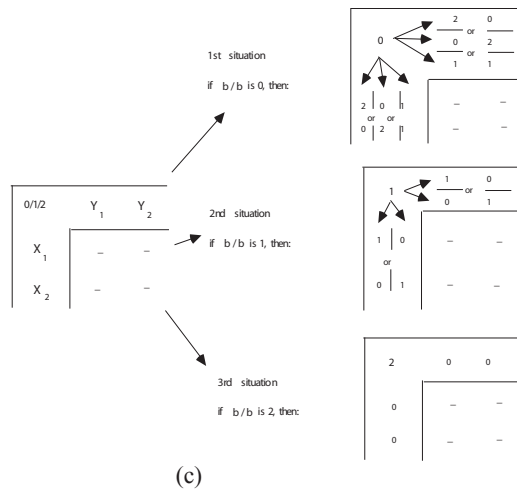 1st situation
if b/b is 0, then:
0
2 or 0
0 or 2
1 1
2 0 1
or or
0 2 1
– –
– –
0/1/2 Y1 Y2
X1 – –
X2 – –
2nd situation
if b/b is 1, then:
1
1 or 0
0 1
1 0
or
0 1
– –
– –
3rd situation
if b/b is 2, then:
2 0 0
0 – –
0 – –
(c)